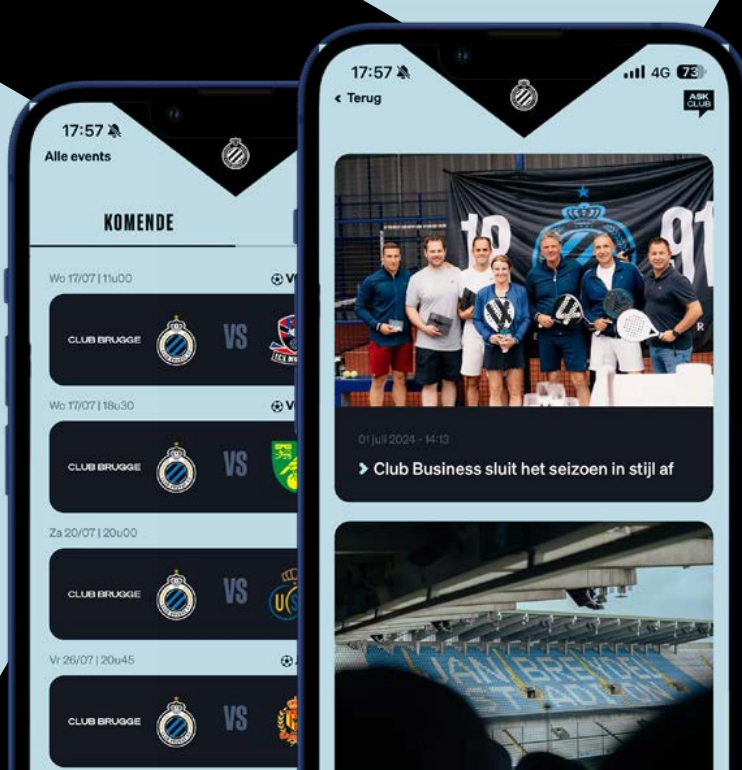 17:57
Alle events
KOMENDE
Wo 17/07 | 11u00
CLUB BRUGGE
VS
Wo 17/07 | 18u30
CLUB BRUGGE
VS
Za 20/07 | 20u00
CLUB BRUGGE
VS
Vr 26/07 | 20u45
CLUB BRUGGE
VS
17:57
4G 73
Terug
ASK
CLUB
18
91
01 juli 2024 - 14:13
Club Business sluit het seizoen in stijl af
JAN BREYDEL
STADION